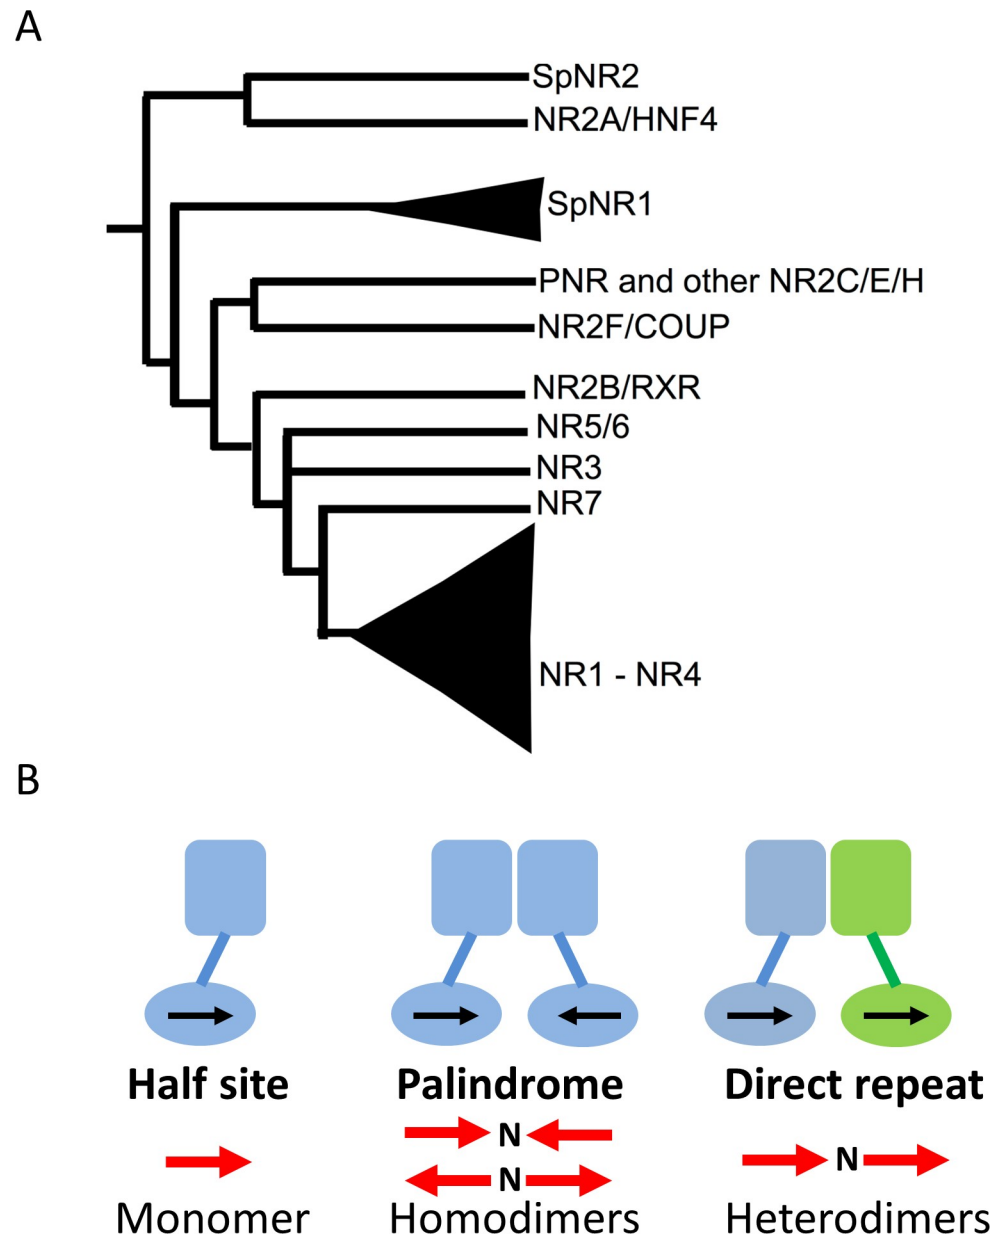 A
SpNR2
NR2A/HNF4
SpNR1
PNR and other NR2C/E/H
NR2F/COUP
NR2B/RXR
NR5/6
NR3
NR7
NR1 - NR4
B
Half site
Palindrome
Direct repeat
N
N
N
Monomer
Homodimers
Heterodimers